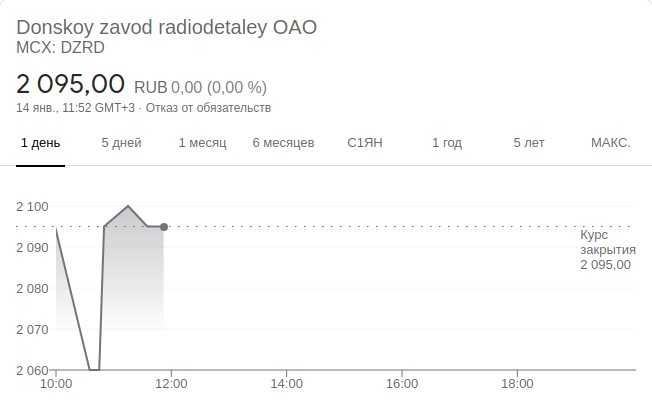 Donskoy zavod radiodetaley OAO
MCX: DZRD
2 095,00 RUB 0,00 (0,00 %)
14 янв., 11:52 GMT+3 · Отказ от обязательств
1 день 5 дней 1 месяц 6 месяцев С1ЯН 1 год 5 лет МАКС.
2 100
2 090
2 080
2 070
2 060
Курс
закрытия
2 095,00
10:00 12:00 14:00 16:00 18:00